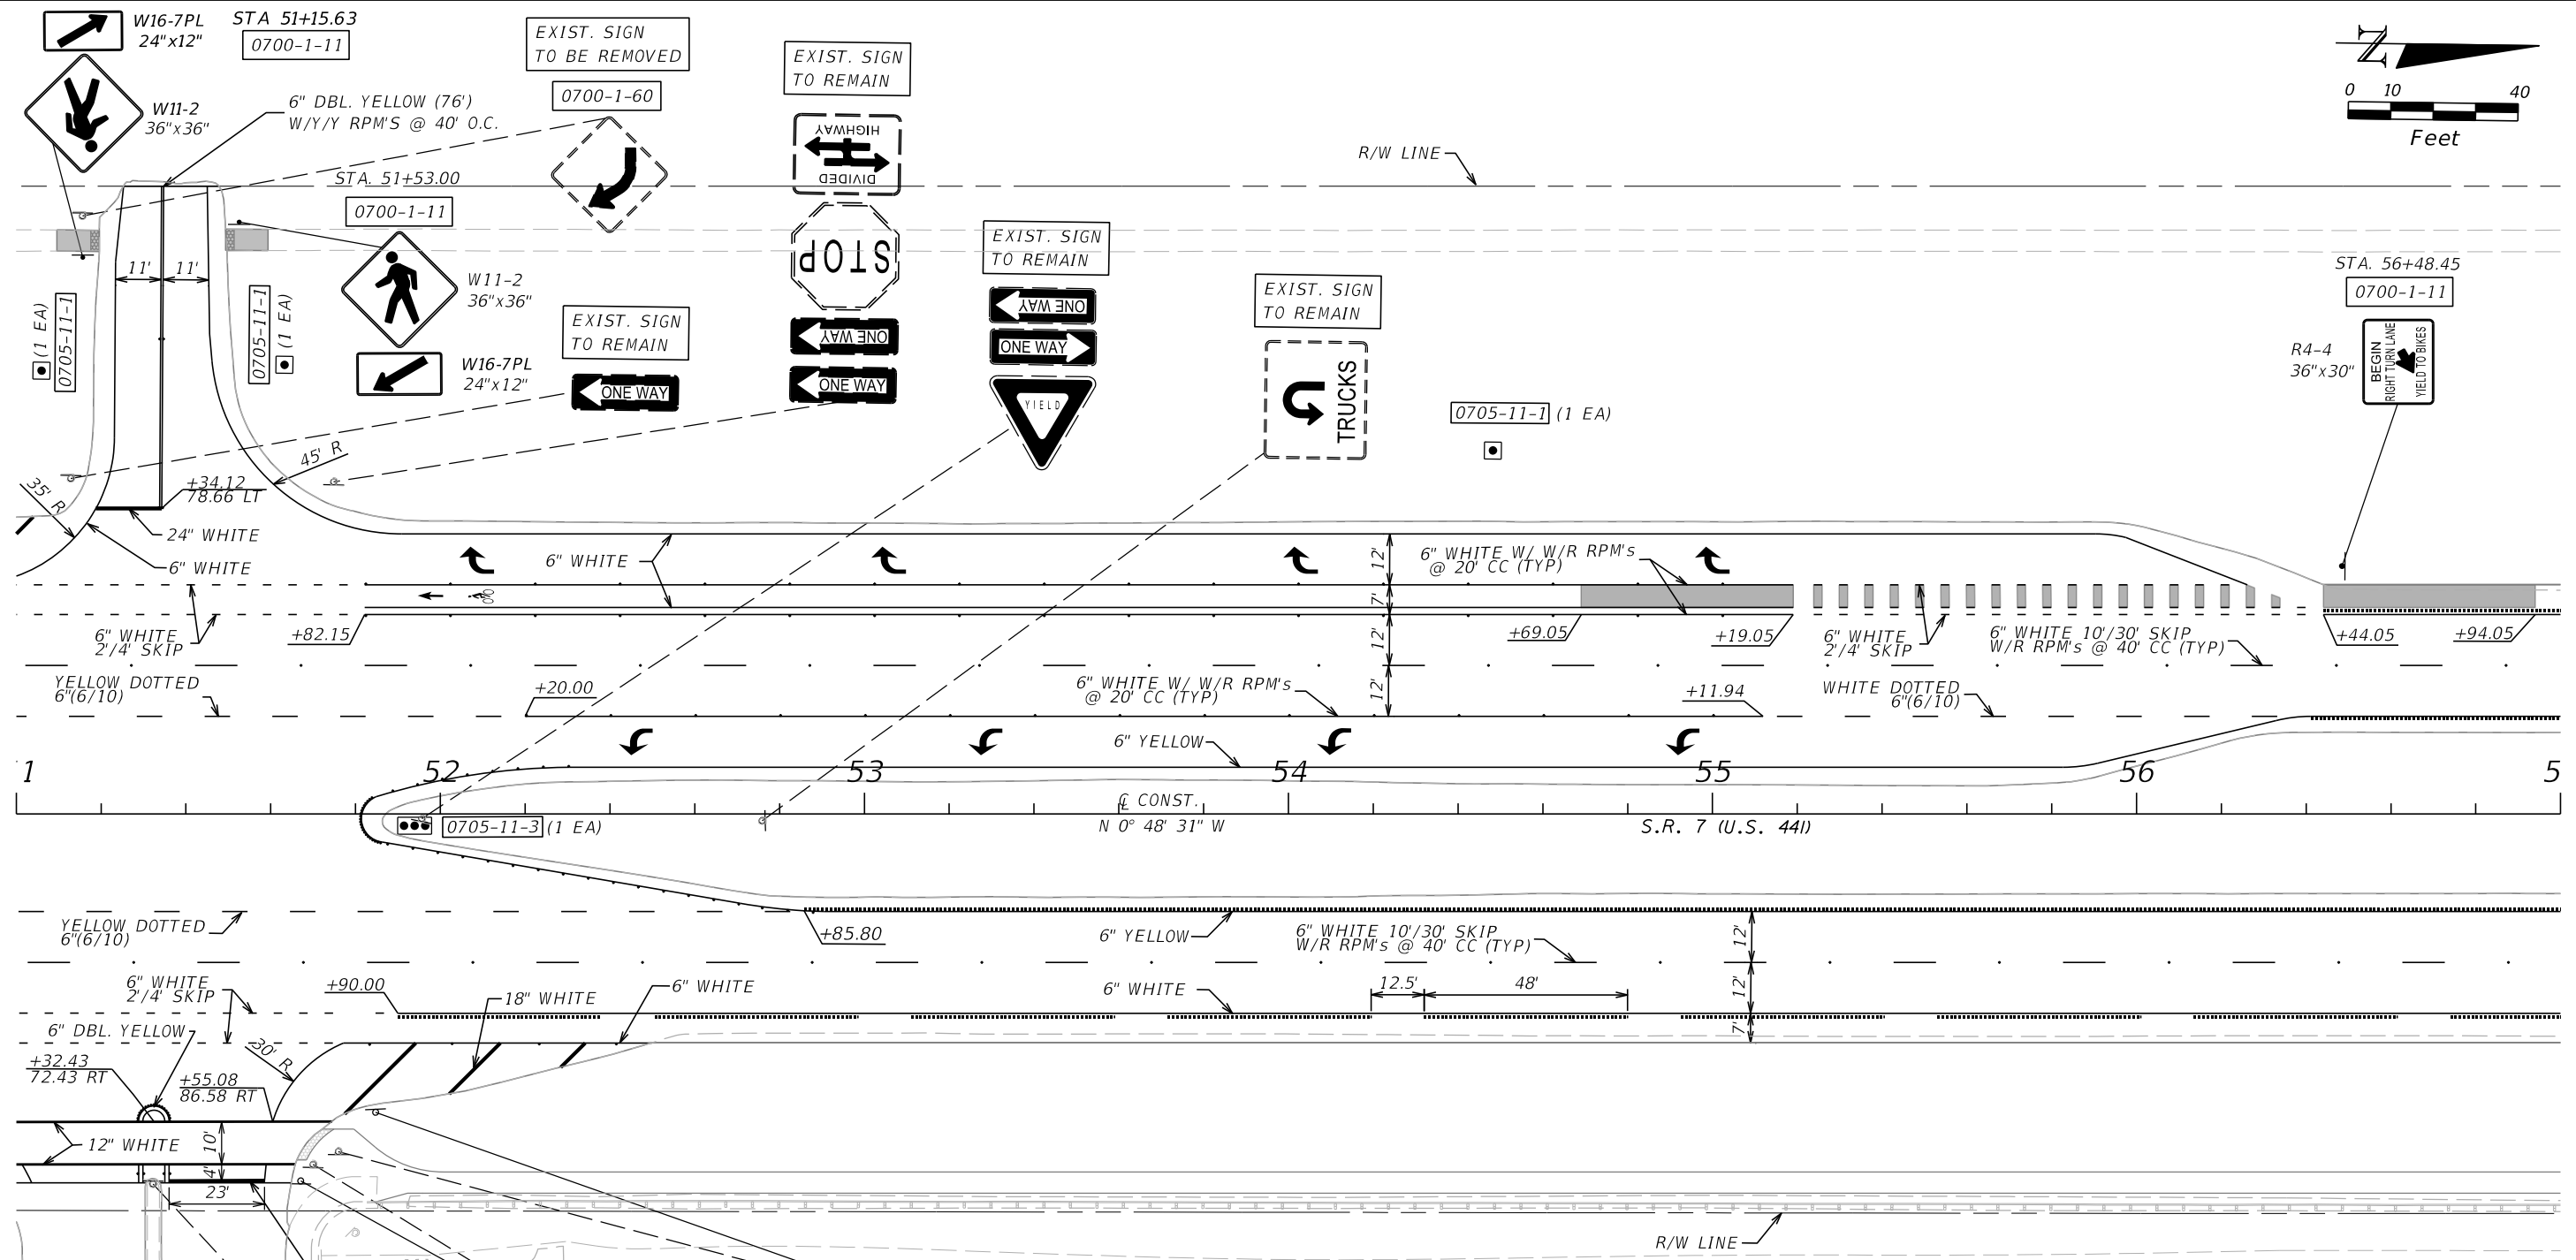 W16-7PL
24"x12"
STA 51+15.63
0700-1-11
W11-2
36"x36"
6" DBL. YELLOW (76')
W/Y/Y RPM'S @ 40' O.C.
EXIST. SIGN
TO BE REMOVED
0700-1-60
EXIST. SIGN
TO REMAIN
DIVIDED
HIGHWAY
STOP
ONE WAY
ONE WAY
R/W LINE
N
0 10 40
Feet
STA. 51+53.00
0700-1-11
W11-2
36"x36"
W16-7PL
24"x12"
11' 11'
(1 EA)
0705-11-1
0705-11-1
(1 EA)
EXIST. SIGN
TO REMAIN
ONE WAY
EXIST. SIGN
TO REMAIN
ONE WAY
ONE WAY
YIELD
EXIST. SIGN
TO REMAIN
TRUCKS
0705-11-1 (1 EA)
STA. 56+48.45
0700-1-11
R4-4
36"x30"
BEGIN
RIGHT TURN LANE
YIELD TO BIKES
45' R
35' R
+34.12
78.66 LT
24" WHITE
6" WHITE
6" WHITE
12'
6" WHITE W/ W/R RPM's
@ 20' CC (TYP)
7'
6" WHITE
2'/4' SKIP
+82.15
12'
+69.05
+19.05
6" WHITE
2'/4' SKIP
6" WHITE 10'/30' SKIP
W/R RPM's @ 40' CC (TYP)
+44.05
+94.05
YELLOW DOTTED
6"(6/10)
+20.00
6" WHITE W/ W/R RPM's
@ 20' CC (TYP)
12'
+11.94
WHITE DOTTED
6"(6/10)
6" YELLOW
1 52 53 54 55 56 5
℄ CONST.
N 0° 48' 31" W
S.R. 7 (U.S. 441)
0705-11-3 (1 EA)
YELLOW DOTTED
6"(6/10)
+85.80
6" YELLOW
6" WHITE 10'/30' SKIP
W/R RPM's @ 40' CC (TYP)
12'
6" WHITE
2'/4' SKIP
+90.00
18" WHITE
6" WHITE
6" WHITE
12.5'
48'
12'
7'
6" DBL. YELLOW
30' R
+32.43
72.43 RT
+55.08
86.58 RT
12" WHITE
10'
4'
23'
R/W LINE